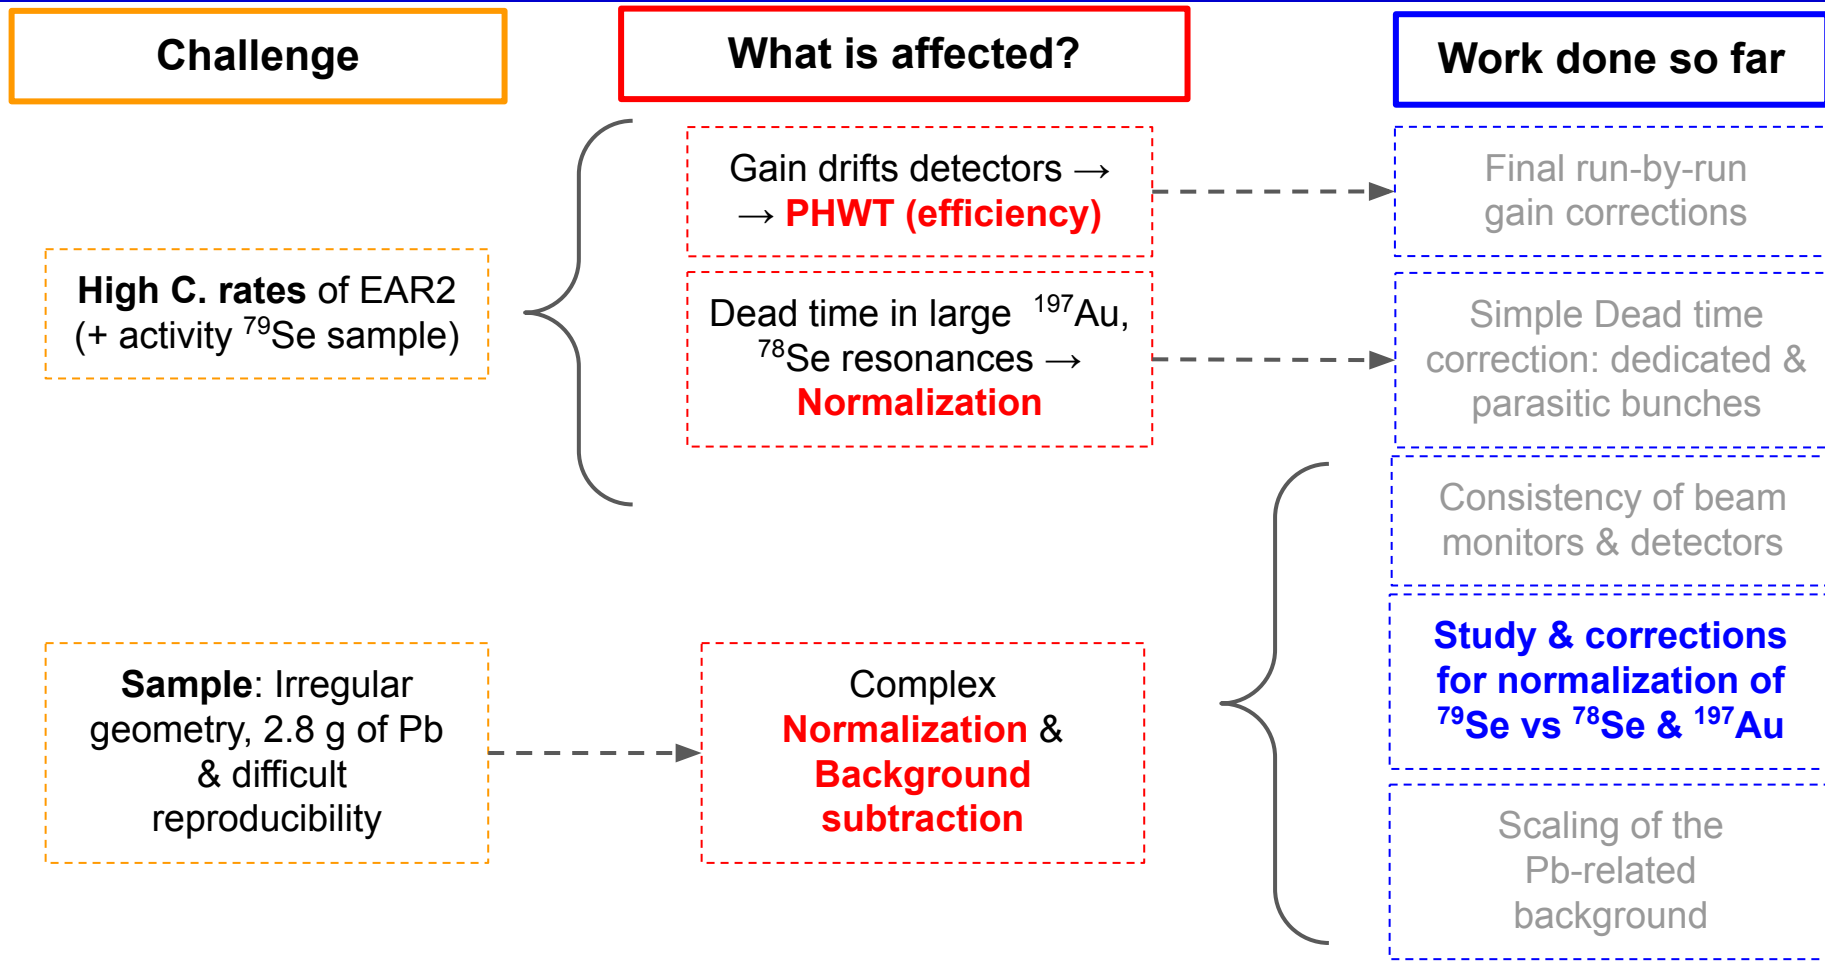 Challenge
What is affected?
Work done so far
High C. rates of EAR2
(+ activity ⁷⁹Se sample)
Gain drifts detectors →
→ PHWT (efficiency)
Final run-by-run
gain corrections
Dead time in large ¹⁹⁷Au,
⁷⁸Se resonances →
Normalization
Simple Dead time
correction: dedicated &
parasitic bunches
Sample: Irregular
geometry, 2.8 g of Pb
& difficult
reproducibility
Complex
Normalization &
Background
subtraction
Consistency of beam
monitors & detectors
Study & corrections
for normalization of
⁷⁹Se vs ⁷⁸Se & ¹⁹⁷Au
Scaling of the
Pb-related
background